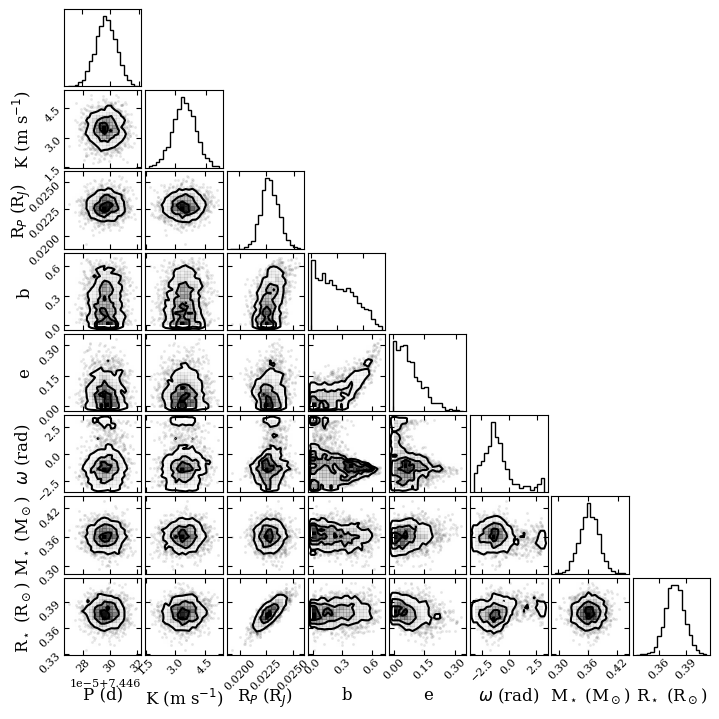 K (m s⁻¹)
4.5
3.0
1.5
R_P (R_J)
0.0250
0.0225
0.0200
b
0.6
0.3
0.0
e
0.30
0.15
0.00
ω (rad)
2.5
0.0
−2.5
M⋆ (M⊙)
0.42
0.36
0.30
R⋆ (R⊙)
0.39
0.36
0.33
28 30 32 1.5 3.0 4.5 0.0200 0.0225 0.0250 0.0 0.3 0.6 0.00 0.15 0.30 −2.5 0.0 2.5 0.30 0.36 0.42 0.36 0.39
1e−5+7.446
P (d) K (m s⁻¹) R_P (R_J) b e ω (rad) M⋆ (M⊙) R⋆ (R⊙)